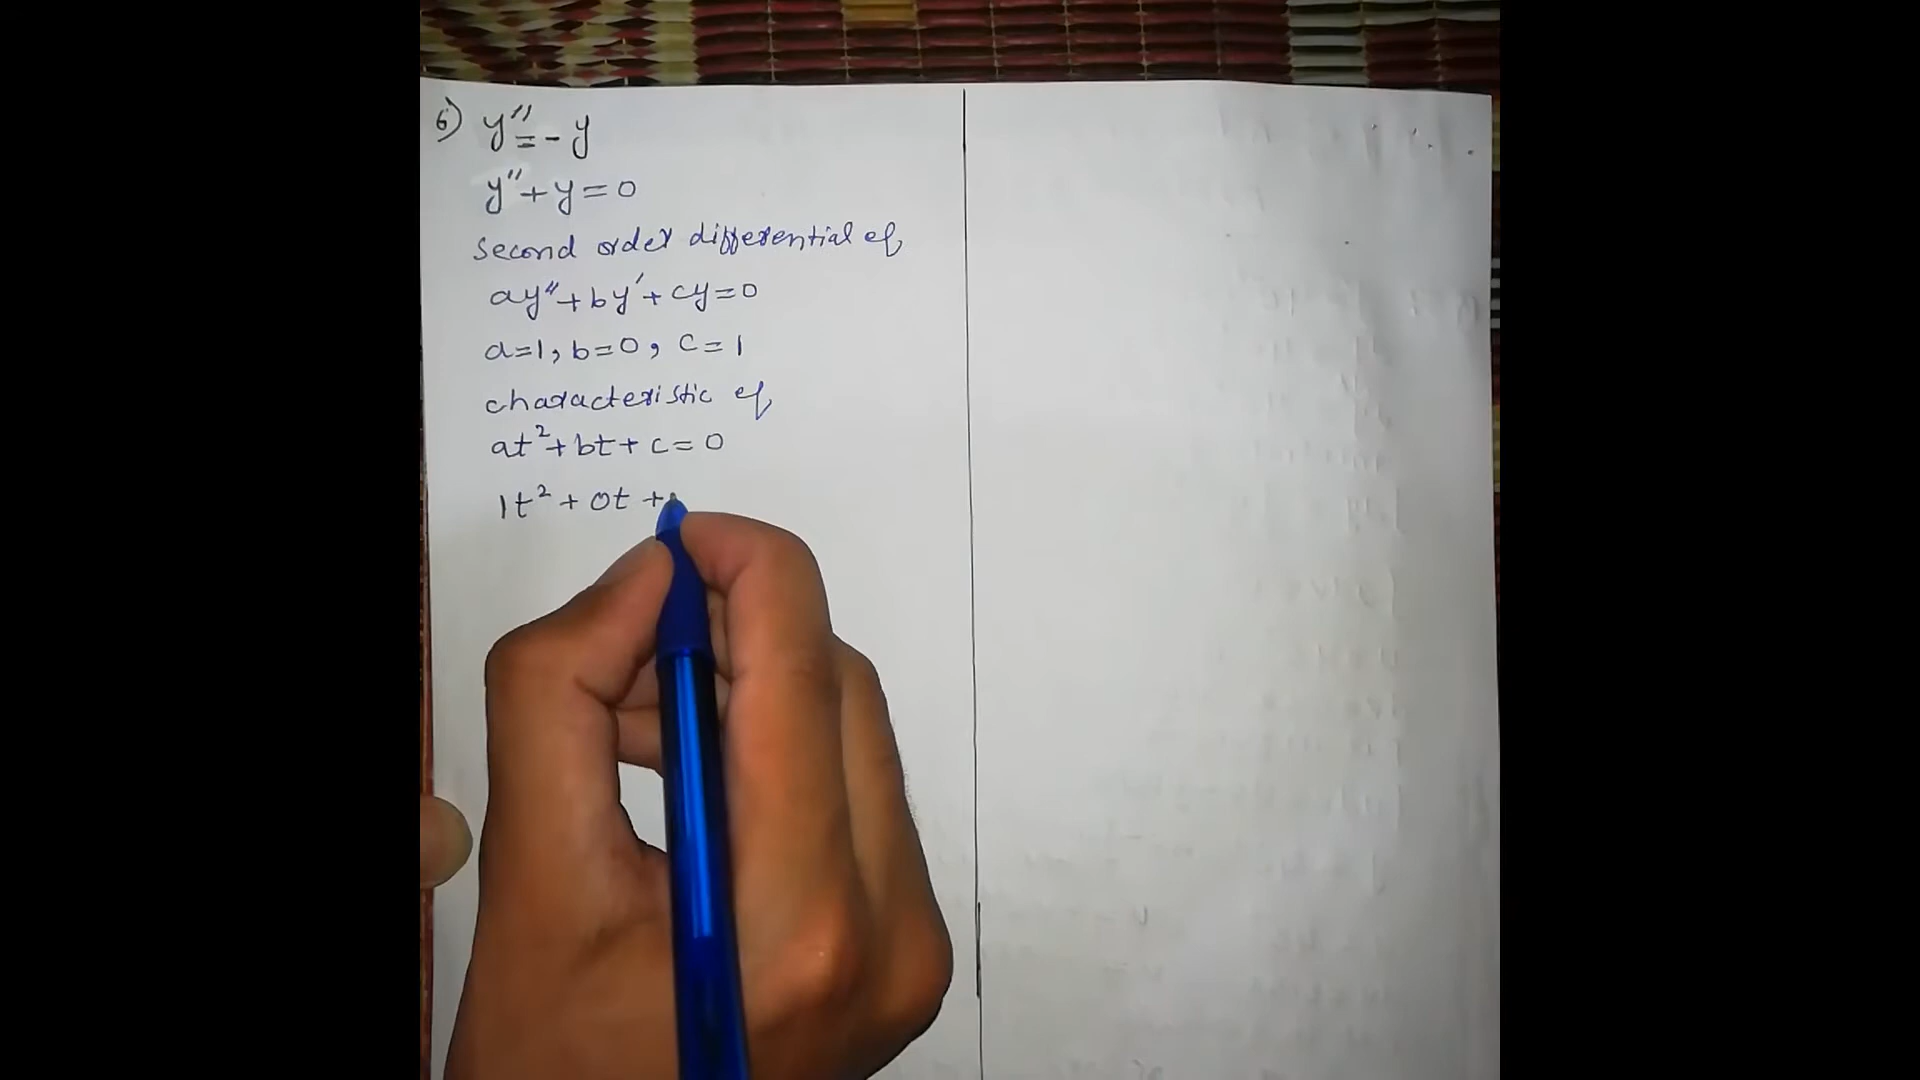 6) y'' = - y
y'' + y = 0
Second order differential eq
ay'' + by' + cy = 0
a=1, b=0, c=1
characteristic eq
at² + bt + c = 0
1t² + 0t +